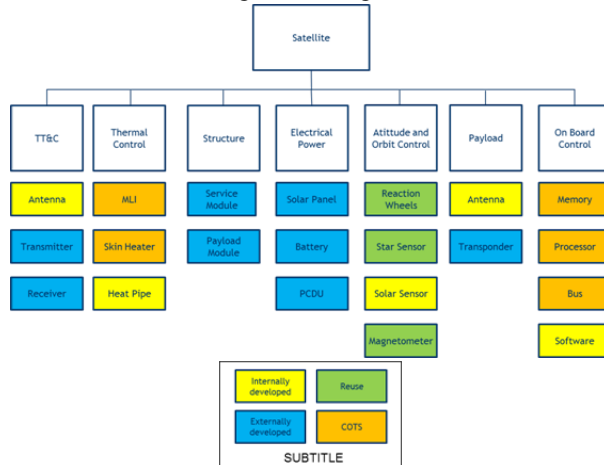 Satellite
TT&C
Thermal
Control
Structure
Electrical
Power
Atittude and
Orbit Control
Payload
On Board
Control
Antenna
MLI
Service
Module
Solar Panel
Reaction
Wheels
Antenna
Memory
Transmitter
Skin Heater
Payload
Module
Battery
Star Sensor
Transponder
Processor
Receiver
Heat Pipe
PCDU
Solar Sensor
Bus
Magnetometer
Software
Internally
developed
Reuse
Externally
developed
COTS
SUBTITLE